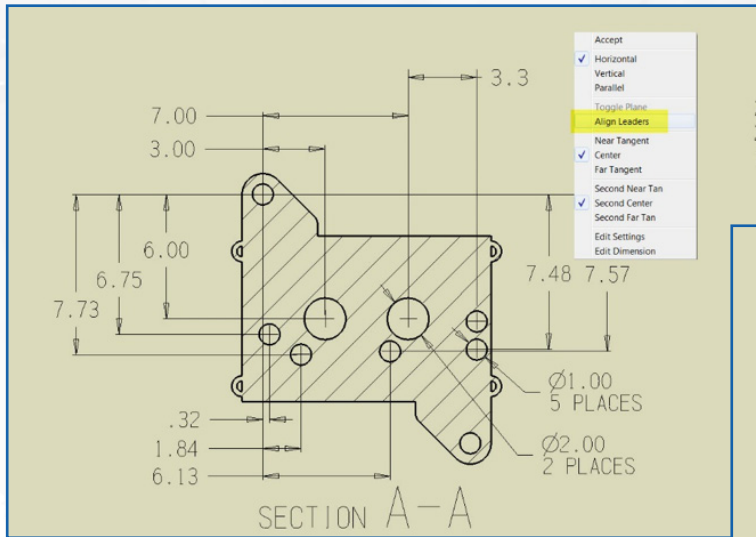 Accept
Horizontal
Vertical
Parallel
Toggle Plane
Align Leaders
Near Tangent
Center
Far Tangent
Second Near Tan
Second Center
Second Far Tan
Edit Settings
Edit Dimension
3.3
7.00
3.00
6.00
6.75
7.73
7.48 7.57
Ø1.00
5 PLACES
Ø2.00
2 PLACES
.32
1.84
6.13
SECTION A-A